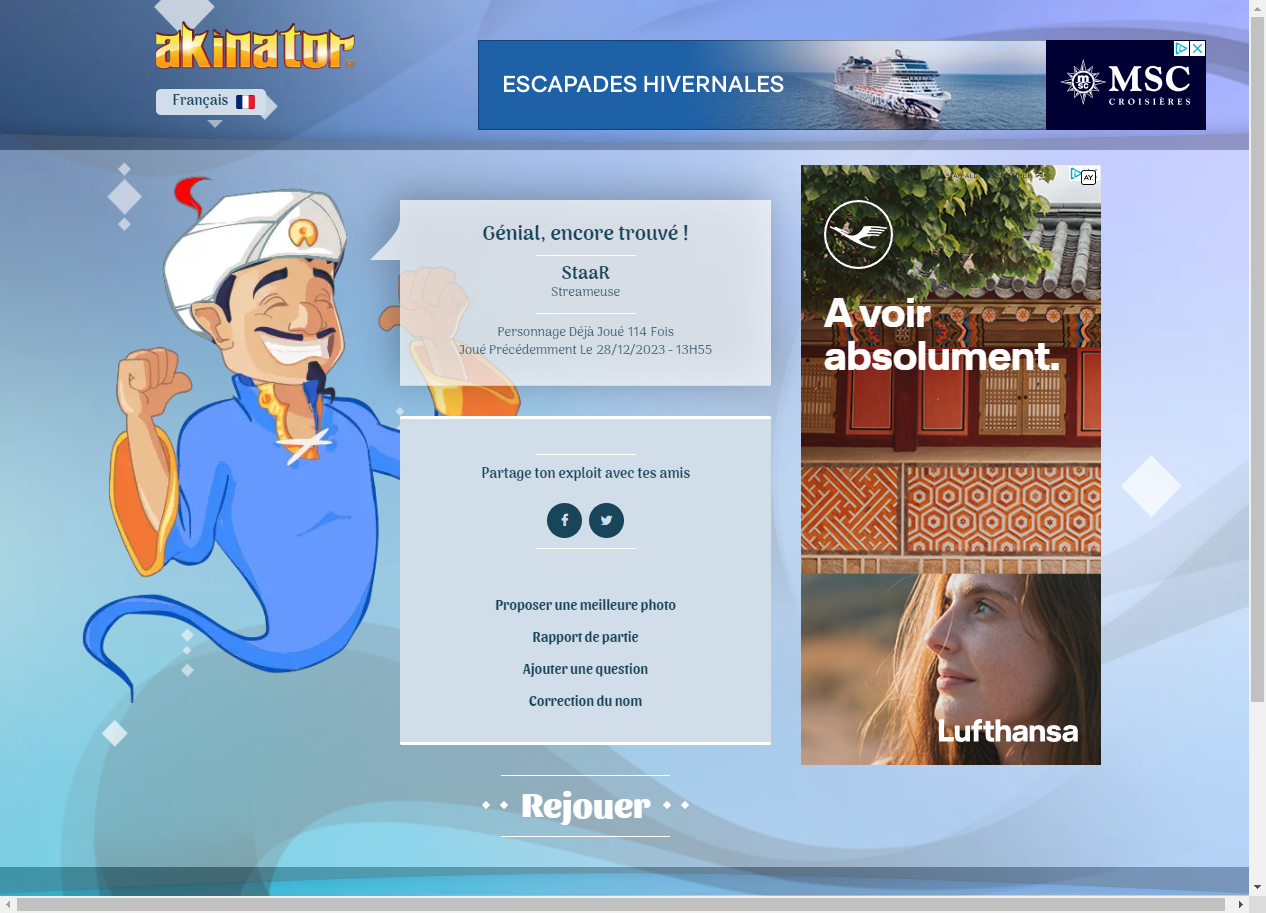 akinator
Français
ESCAPADES HIVERNALES
MSC
CROISIÈRES
Génial, encore trouvé !
StaaR
Streameuse
Personnage Déjà Joué 114 Fois
Joué Précédemment Le 28/12/2023 - 13H55
Partage ton exploit avec tes amis
Proposer une meilleure photo
Rapport de partie
Ajouter une question
Correction du nom
Rejouer
AY.
A voir
absolument.
Lufthansa